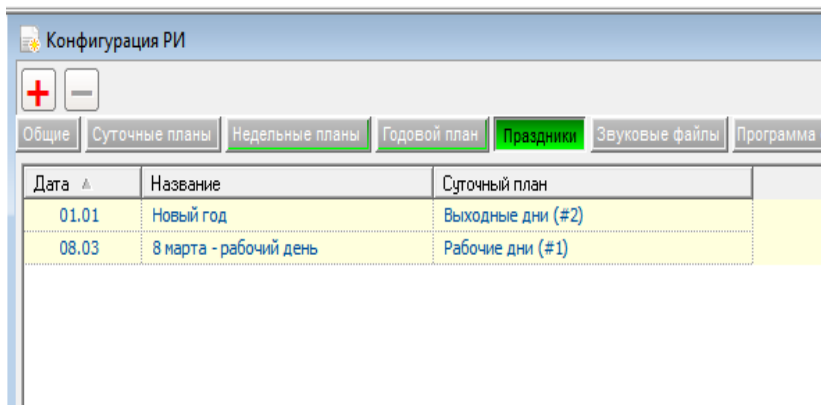 Конфигурация РИ
Общие Суточные планы Недельные планы Годовой план Праздники Звуковые файлы Программа
Дата Название Суточный план
01.01 Новый год Выходные дни (#2)
08.03 8 марта - рабочий день Рабочие дни (#1)